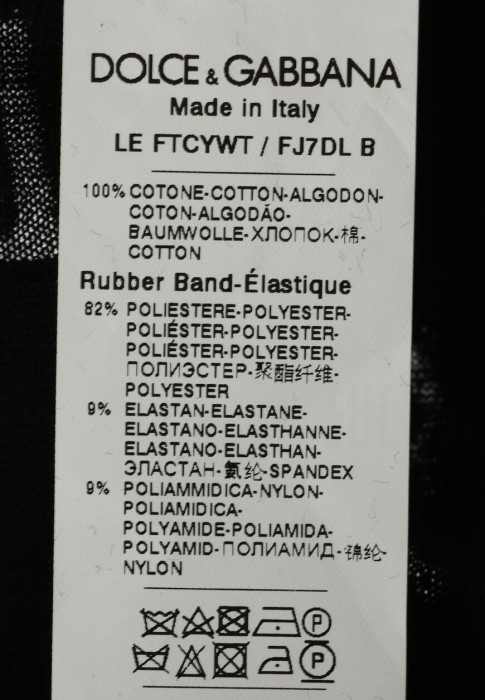 DOLCE & GABBANA
Made in Italy
LE FTCYWT / FJ7DL B
100% COTONE-COTTON-ALGODON-
COTON-ALGODÃO-
BAUMWOLLE-ХЛОПОК-棉-
COTTON
Rubber Band-Élastique
82% POLIESTERE-POLYESTER-
POLIÉSTER-POLYESTER-
POLIÉSTER-POLYESTER-
ПОЛИЭСТЕР-聚酯纤维-
POLYESTER
9% ELASTAN-ELASTANE-
ELASTANO-ELASTHANNE-
ELASTANO-ELASTHAN-
ЭЛАСТАН-氨纶-SPANDEX
9% POLIAMMIDICA-NYLON-
POLIAMIDICA-
POLYAMIDE-POLIAMIDA-
POLYAMID-ПОЛИАМИД-锦纶-
NYLON
P
P